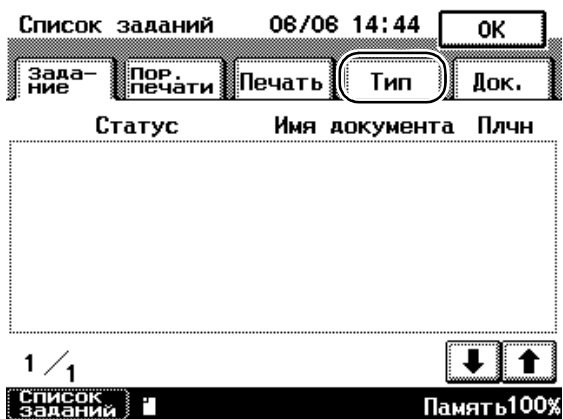 Список заданий 06/06 14:44 ОК
Зада-
ние
Пор.
печати
Печать
Тип
Док.
Статус Имя документа Плчн
1/1
Список
заданий
Память100%